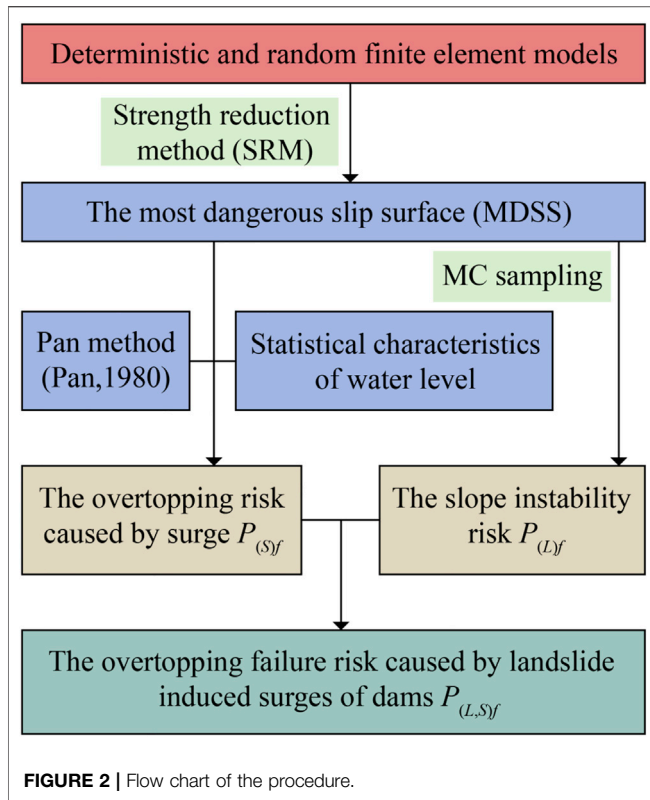 Deterministic and random finite element models
Strength reduction
method (SRM)
The most dangerous slip surface (MDSS)
MC sampling
Pan method
(Pan,1980)
Statistical characteristics
of water level
The overtopping risk
caused by surge P(S)f
The slope instability
risk P(L)f
The overtopping failure risk caused by landslide
induced surges of dams P(L,S)f
FIGURE 2 | Flow chart of the procedure.